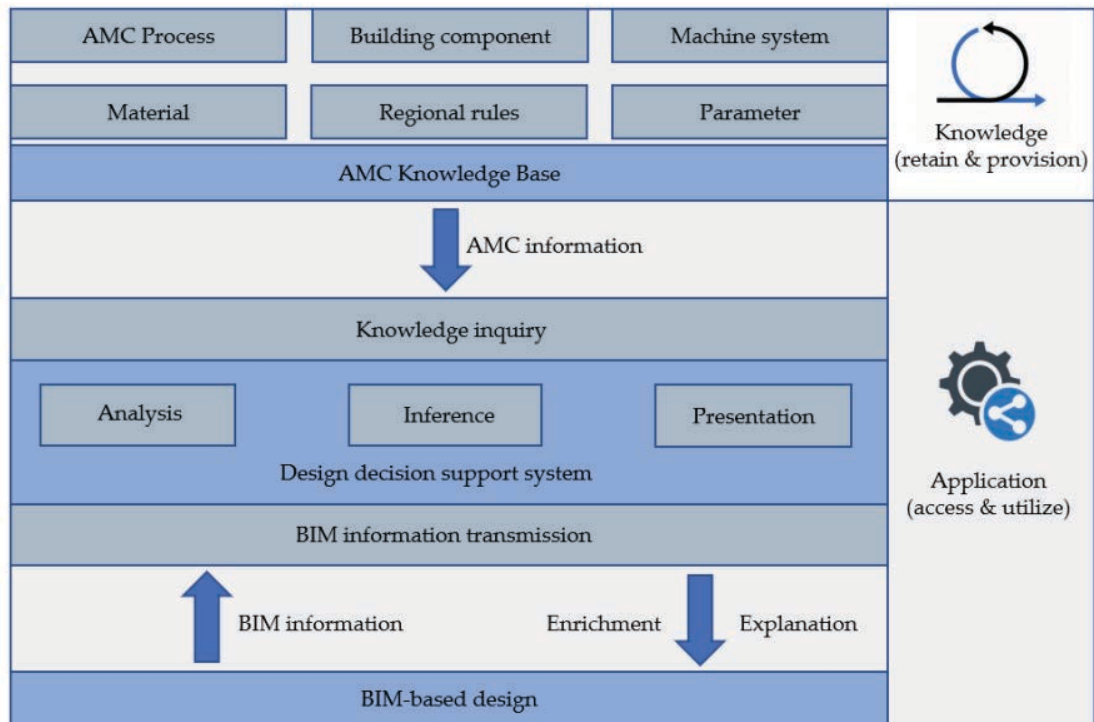 AMC Process
Building component
Machine system
Material
Regional rules
Parameter
AMC Knowledge Base
Knowledge
(retain & provision)
AMC information
Knowledge inquiry
Analysis
Inference
Presentation
Design decision support system
Application
(access & utilize)
BIM information transmission
BIM information
Enrichment
Explanation
BIM-based design